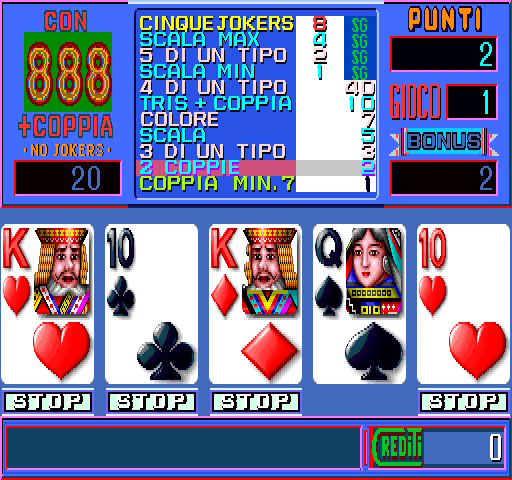 CON
888
+COPPIA
·NO JOKERS·
20
CINQUE JOKERS 8 SG
SCALA MAX 4 SG
5 DI UN TIPO 2 SG
SCALA MIN 1 SG
4 DI UN TIPO 40
TRIS + COPPIA 10
COLORE 7
SCALA 5
3 DI UN TIPO 3
2 COPPIE 2
COPPIA MIN.7 1
PUNTI
2
GIOCO 1
BONUS
2
K 10 K Q 10
STOP STOP STOP STOP
CREDITI 0